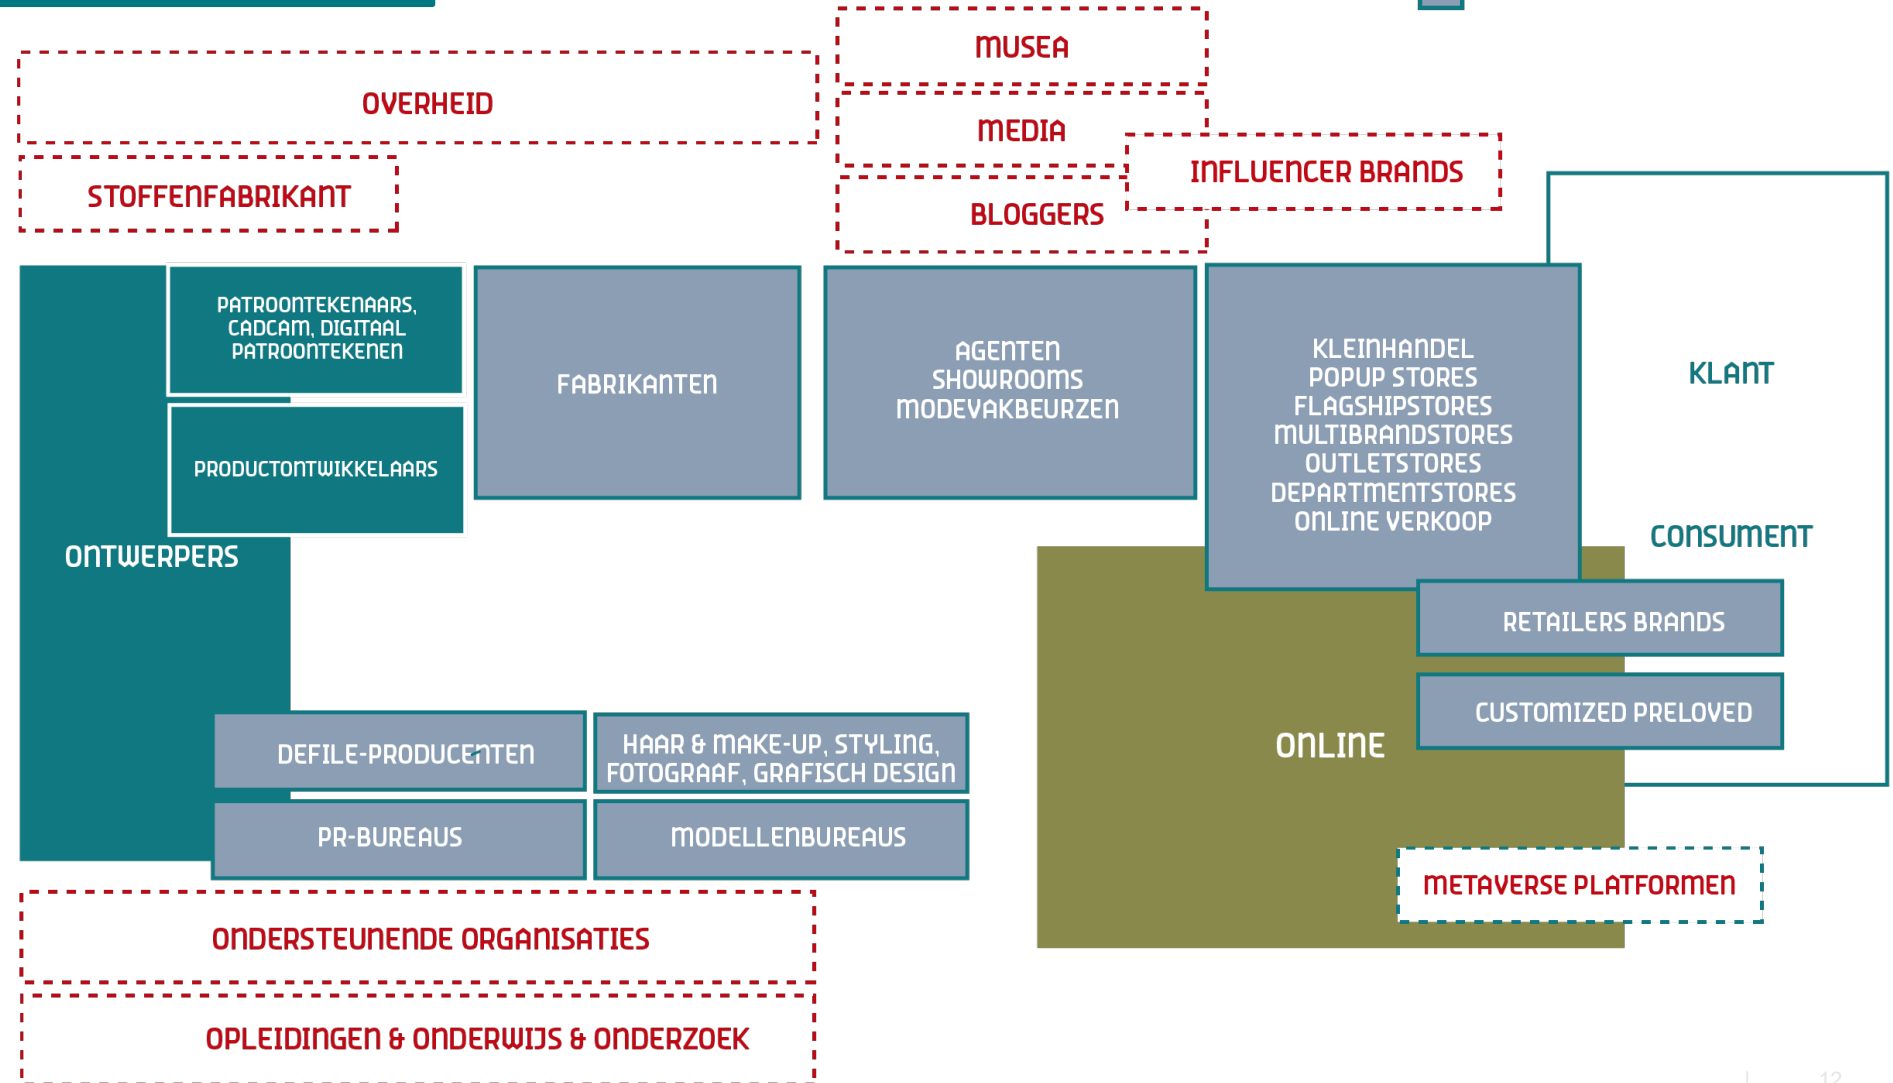 MUSEA
OVERHEID
MEDIA
INFLUENCER BRANDS
STOFFENFABRIKANT
BLOGGERS
PATROONTEKENAARS,
CADCAM, DIGITAAL
PATROONTEKENEN
FABRIKANTEN
AGENTEN
SHOWROOMS
MODEVAKBEURZEN
KLEINHANDEL
POPUP STORES
FLAGSHIPSTORES
MULTIBRANDSTORES
OUTLETSTORES
DEPARTMENTSTORES
ONLINE VERKOOP
KLANT
PRODUCTONTWIKKELAARS
CONSUMENT
ONTWERPERS
RETAILERS BRANDS
CUSTOMIZED PRELOVED
ONLINE
DEFILE-PRODUCENTEN
HAAR & MAKE-UP, STYLING,
FOTOGRAAF, GRAFISCH DESIGN
PR-BUREAUS
MODELLENBUREAUS
METAVERSE PLATFORMEN
ONDERSTEUNENDE ORGANISATIES
OPLEIDINGEN & ONDERWIJS & ONDERZOEK
12